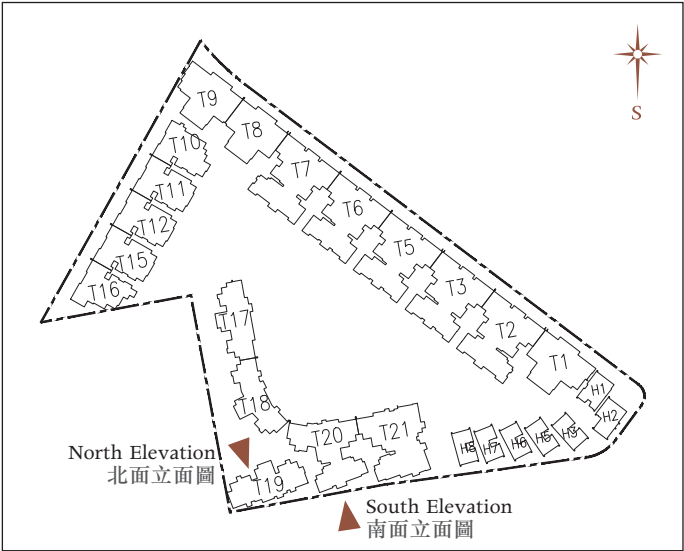 S
T9
T8
T10
T7
T11
T6
T12
T5
T15
T3
T16
T17
T2
T1
H1
T18
H2
T20
T21
H8
H7
H6
H5
H3
North Elevation
北面立面圖
T19
South Elevation
南面立面圖